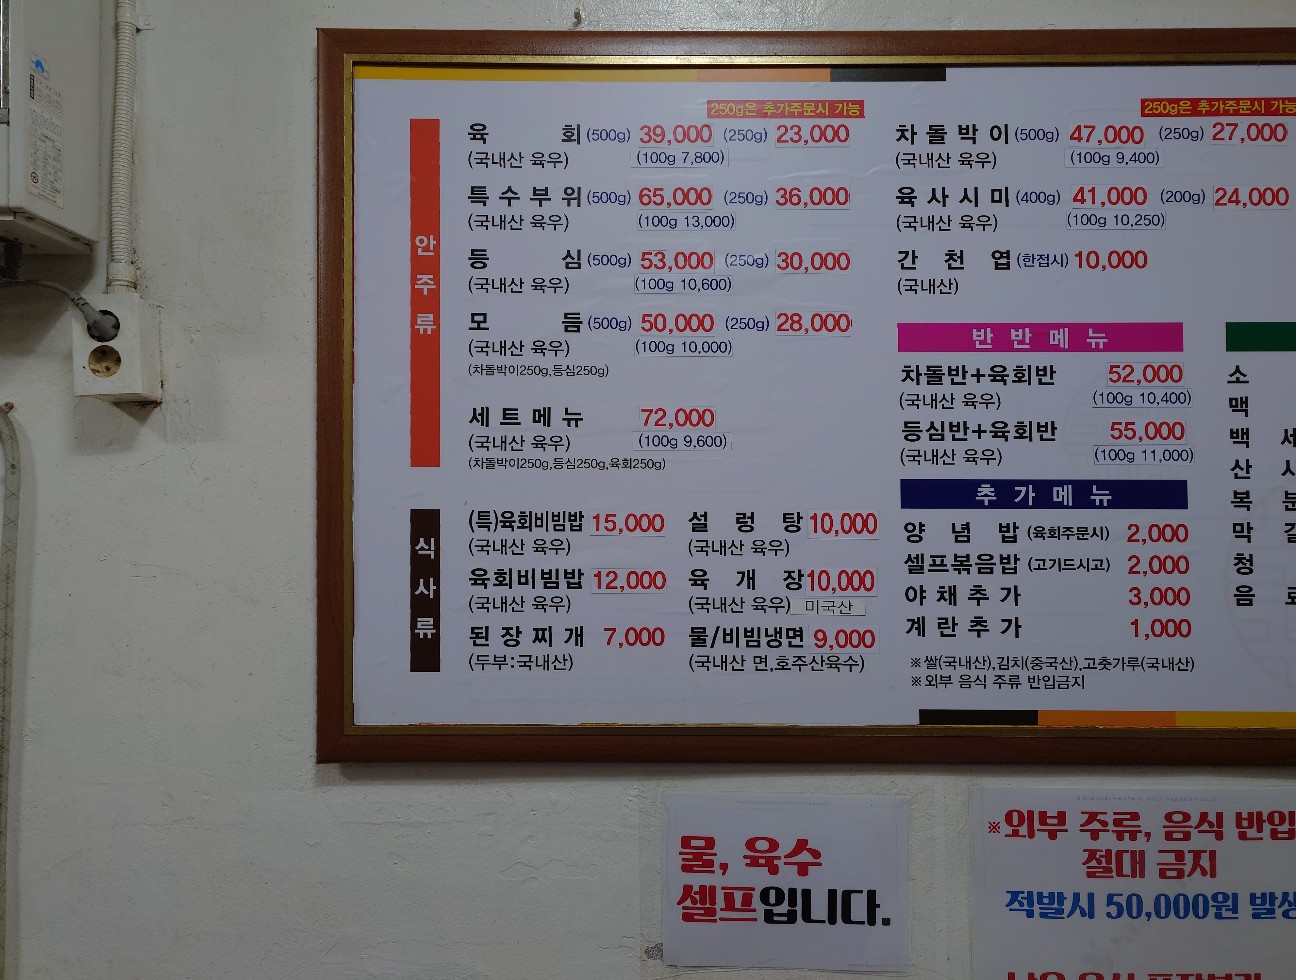 250g은 추가주문시 가능
안주류
육 회 (500g) 39,000 (250g) 23,000
(국내산 육우) (100g 7,800)
특수부위 (500g) 65,000 (250g) 36,000
(국내산 육우) (100g 13,000)
등 심 (500g) 53,000 (250g) 30,000
(국내산 육우) (100g 10,600)
모 듬 (500g) 50,000 (250g) 28,000
(국내산 육우) (100g 10,000)
(차돌박이250g,등심250g)
세트메뉴 72,000
(국내산 육우) (100g 9,600)
(차돌박이250g,등심250g,육회250g)
식사류
(특)육회비빔밥 15,000
(국내산 육우)
육회비빔밥 12,000
(국내산 육우)
된장찌개 7,000
(두부:국내산)
설렁탕 10,000
(국내산 육우)
육개장 10,000
(국내산 육우) 미국산
물/비빔냉면 9,000
(국내산 면,호주산육수)
250g은 추가주문시 가능
차돌박이 (500g) 47,000 (250g) 27,000
(국내산 육우) (100g 9,400)
육사시미 (400g) 41,000 (200g) 24,000
(국내산 육우) (100g 10,250)
간천엽 (한접시) 10,000
(국내산)
반반메뉴
차돌반+육회반 52,000
(국내산 육우) (100g 10,400)
등심반+육회반 55,000
(국내산 육우) (100g 11,000)
추가메뉴
양념밥 (육회주문시) 2,000
셀프볶음밥 (고기드시고) 2,000
야채추가 3,000
계란추가 1,000
※쌀(국내산),김치(중국산),고춧가루(국내산)
※외부 음식 주류 반입금지
소
맥
백
산
복
막
청
음
물, 육수
셀프입니다.
※외부 주류, 음식 반입
절대 금지
적발시 50,000원 발생